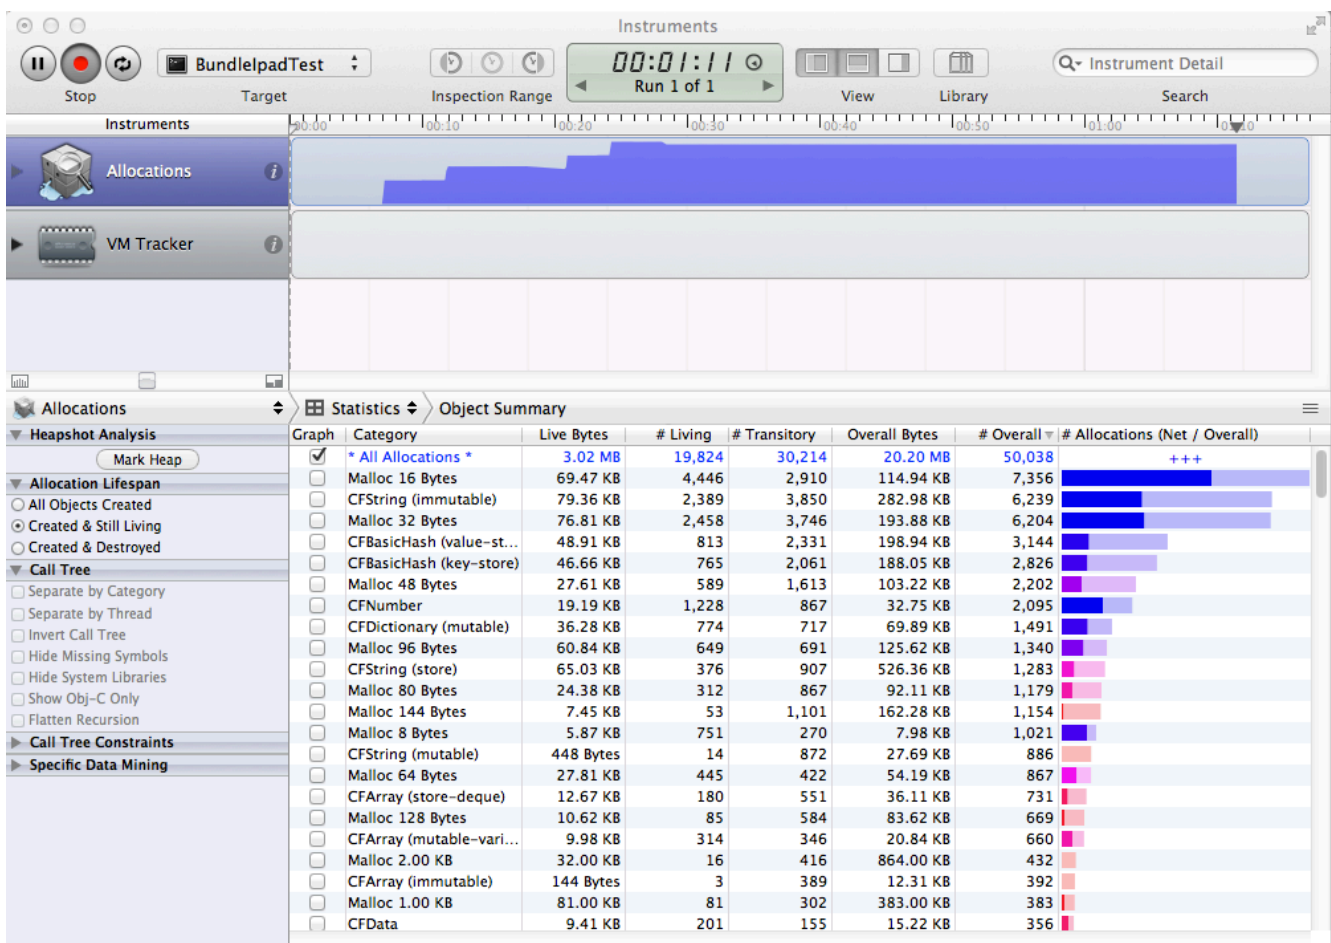 Instruments
BundleIpadTest
00:01:11
Run 1 of 1
Instrument Detail
Stop
Target
Inspection Range
View
Library
Search
Instruments
00:00 00:10 00:20 00:30 00:40 00:50 01:00
Allocations
VM Tracker
Allocations
Statistics
Object Summary
Heapshot Analysis
Mark Heap
Allocation Lifespan
All Objects Created
Created & Still Living
Created & Destroyed
Call Tree
Separate by Category
Separate by Thread
Invert Call Tree
Hide Missing Symbols
Hide System Libraries
Show Obj-C Only
Flatten Recursion
Call Tree Constraints
Specific Data Mining
Graph Category Live Bytes # Living # Transitory Overall Bytes # Overall # Allocations (Net / Overall)
* All Allocations * 3.02 MB 19,824 30,214 20.20 MB 50,038 +++
Malloc 16 Bytes 69.47 KB 4,446 2,910 114.94 KB 7,356
CFString (immutable) 79.36 KB 2,389 3,850 282.98 KB 6,239
Malloc 32 Bytes 76.81 KB 2,458 3,746 193.88 KB 6,204
CFBasicHash (value-st... 48.91 KB 813 2,331 198.94 KB 3,144
CFBasicHash (key-store) 46.66 KB 765 2,061 188.05 KB 2,826
Malloc 48 Bytes 27.61 KB 589 1,613 103.22 KB 2,202
CFNumber 19.19 KB 1,228 867 32.75 KB 2,095
CFDictionary (mutable) 36.28 KB 774 717 69.89 KB 1,491
Malloc 96 Bytes 60.84 KB 649 691 125.62 KB 1,340
CFString (store) 65.03 KB 376 907 526.36 KB 1,283
Malloc 80 Bytes 24.38 KB 312 867 92.11 KB 1,179
Malloc 144 Bytes 7.45 KB 53 1,101 162.28 KB 1,154
Malloc 8 Bytes 5.87 KB 751 270 7.98 KB 1,021
CFString (mutable) 448 Bytes 14 872 27.69 KB 886
Malloc 64 Bytes 27.81 KB 445 422 54.19 KB 867
CFArray (store-deque) 12.67 KB 180 551 36.11 KB 731
Malloc 128 Bytes 10.62 KB 85 584 83.62 KB 669
CFArray (mutable-vari... 9.98 KB 314 346 20.84 KB 660
Malloc 2.00 KB 32.00 KB 16 416 864.00 KB 432
CFArray (immutable) 144 Bytes 3 389 12.31 KB 392
Malloc 1.00 KB 81.00 KB 81 302 383.00 KB 383
CFData 9.41 KB 201 155 15.22 KB 356